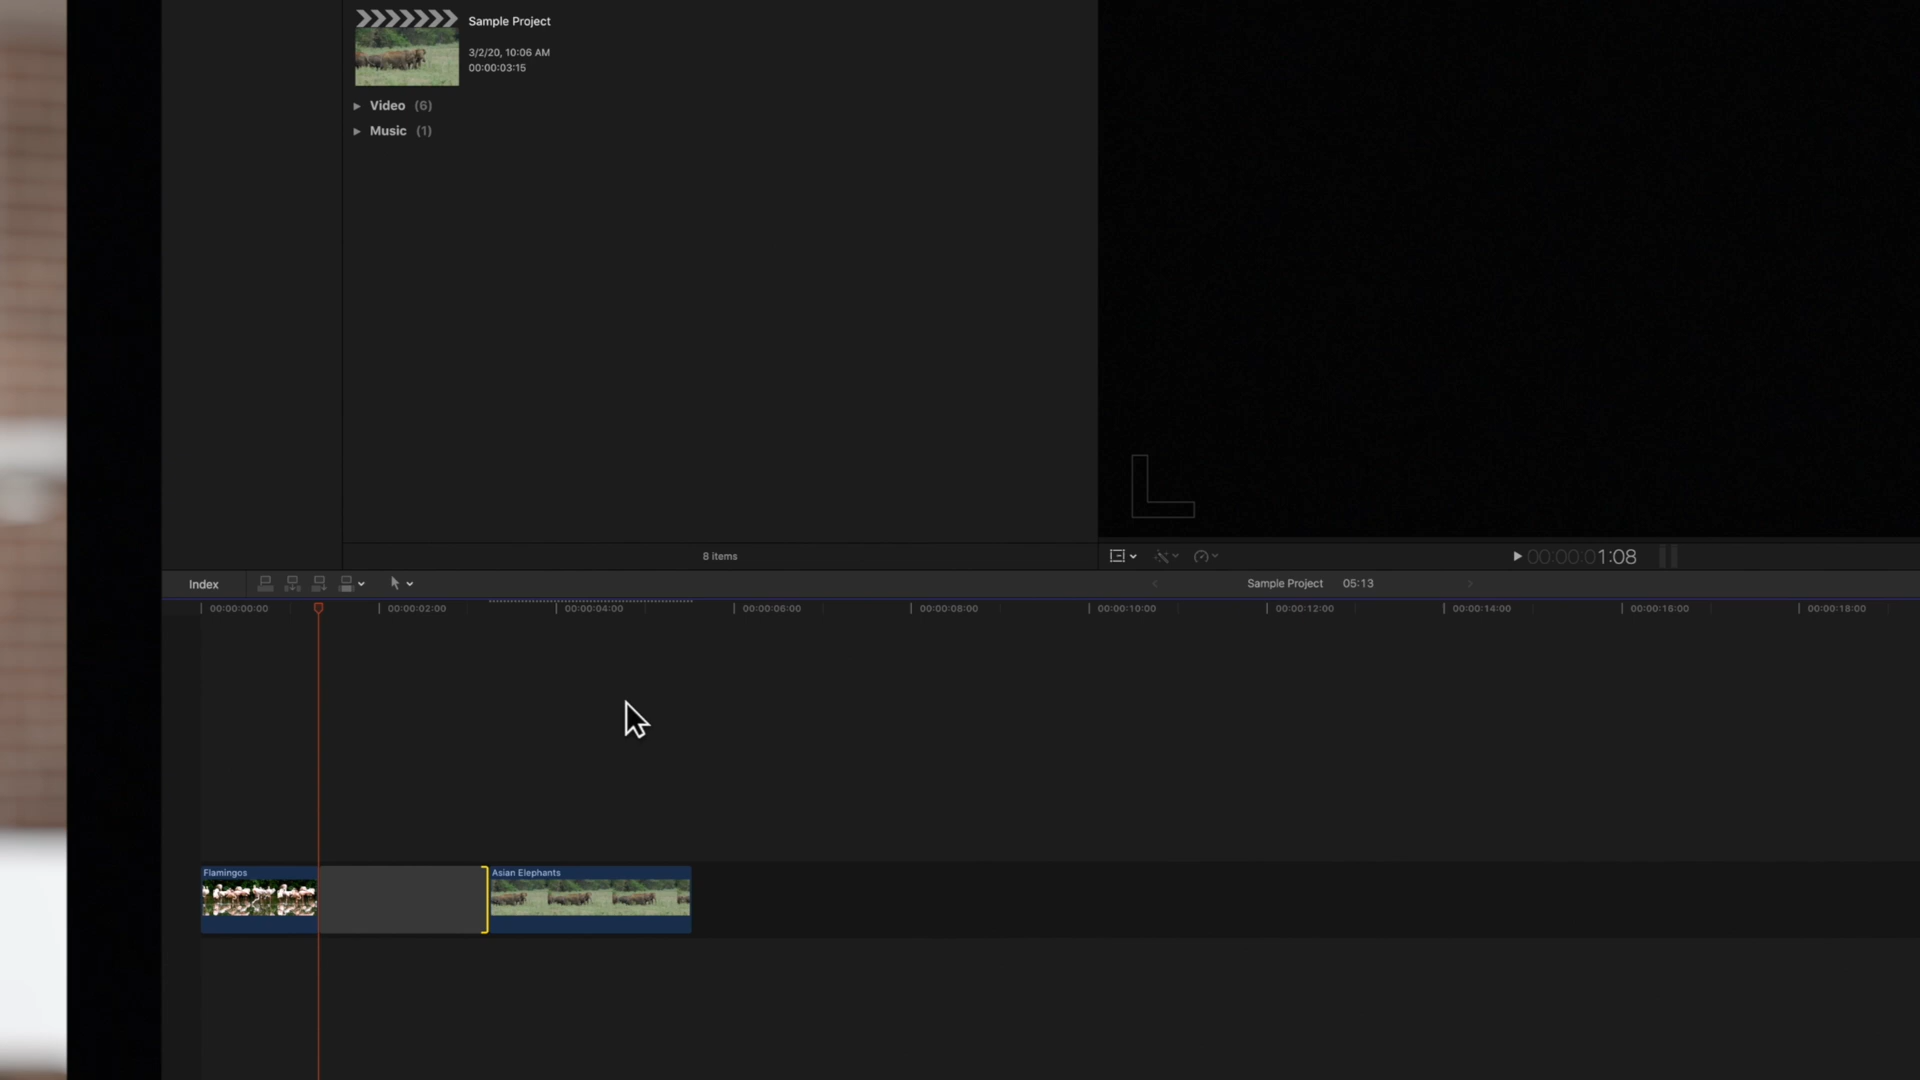 Sample Project
3/2/20, 10:06 AM
00:00:03:15
Video (6)
Music (1)
8 items
00:00:01:08
Index
Sample Project 05:13
00:00:00:00 00:00:02:00 00:00:04:00 00:00:06:00 00:00:08:00 00:00:10:00 00:00:12:00 00:00:14:00 00:00:16:00 00:00:18:00
Flamingos
Asian Elephants